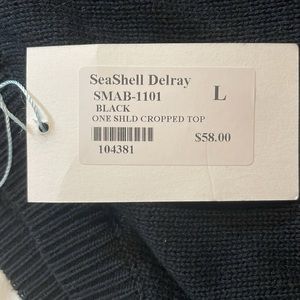 SeaShell Delray
SMAB-1101 L
BLACK
ONE SHLD CROPPED TOP
$58.00
104381